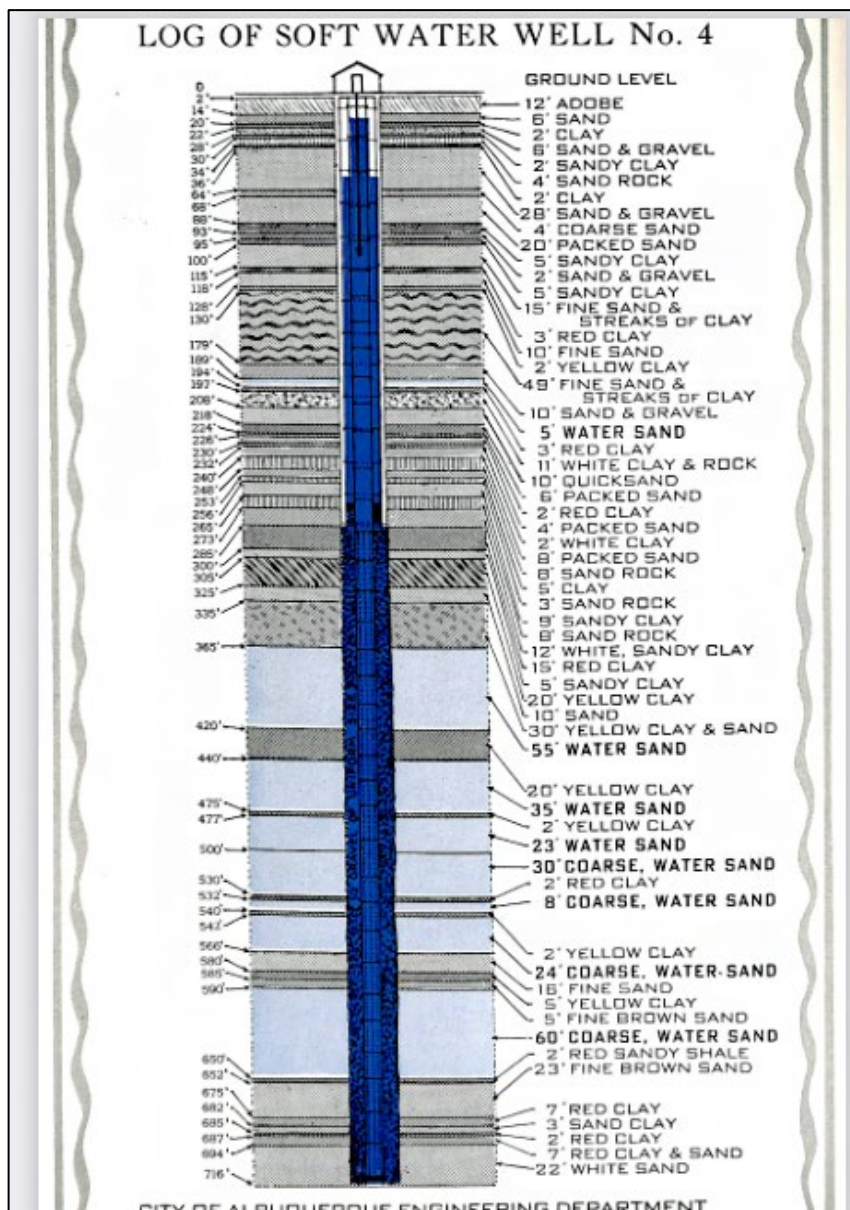 LOG OF SOFT WATER WELL No. 4
0
2'
14'
20'
22'
28'
30'
34'
36'
64'
68'
88'
93'
95'
100'
115'
118'
128'
130'
179'
189'
194'
197'
208'
218'
224'
226'
230'
232'
240'
248'
253'
256'
265'
273'
285'
300'
305'
325'
335'
365'
420'
440'
475'
477'
500'
530'
532'
540'
542'
566'
580'
585'
590'
650'
652'
675'
682'
685'
687'
694'
716'
GRAVEL OF UNIFORM SIZE
GROUND LEVEL
12' ADOBE
6' SAND
2' CLAY
6' SAND & GRAVEL
2' SANDY CLAY
4' SAND ROCK
2' CLAY
28' SAND & GRAVEL
4' COARSE SAND
20' PACKED SAND
5' SANDY CLAY
2' SAND & GRAVEL
5' SANDY CLAY
15' FINE SAND &
STREAKS OF CLAY
3' RED CLAY
10' FINE SAND
2' YELLOW CLAY
49' FINE SAND &
STREAKS OF CLAY
10' SAND & GRAVEL
5' WATER SAND
3' RED CLAY
11' WHITE CLAY & ROCK
10' QUICKSAND
6' PACKED SAND
2' RED CLAY
4' PACKED SAND
2' WHITE CLAY
8' PACKED SAND
8' SAND ROCK
5' CLAY
3' SAND ROCK
9' SANDY CLAY
8' SAND ROCK
12' WHITE, SANDY CLAY
15' RED CLAY
5' SANDY CLAY
20' YELLOW CLAY
10' SAND
30' YELLOW CLAY & SAND
55' WATER SAND
20' YELLOW CLAY
35' WATER SAND
2' YELLOW CLAY
23' WATER SAND
30' COARSE, WATER SAND
2' RED CLAY
8' COARSE, WATER SAND
2' YELLOW CLAY
24' COARSE, WATER-SAND
16' FINE SAND
5' YELLOW CLAY
5' FINE BROWN SAND
60' COARSE, WATER SAND
2' RED SANDY SHALE
23' FINE BROWN SAND
7' RED CLAY
3' SAND CLAY
2' RED CLAY
7' RED CLAY & SAND
22' WHITE SAND
CITY OF ALBUQUERQUE ENGINEERING DEPARTMENT